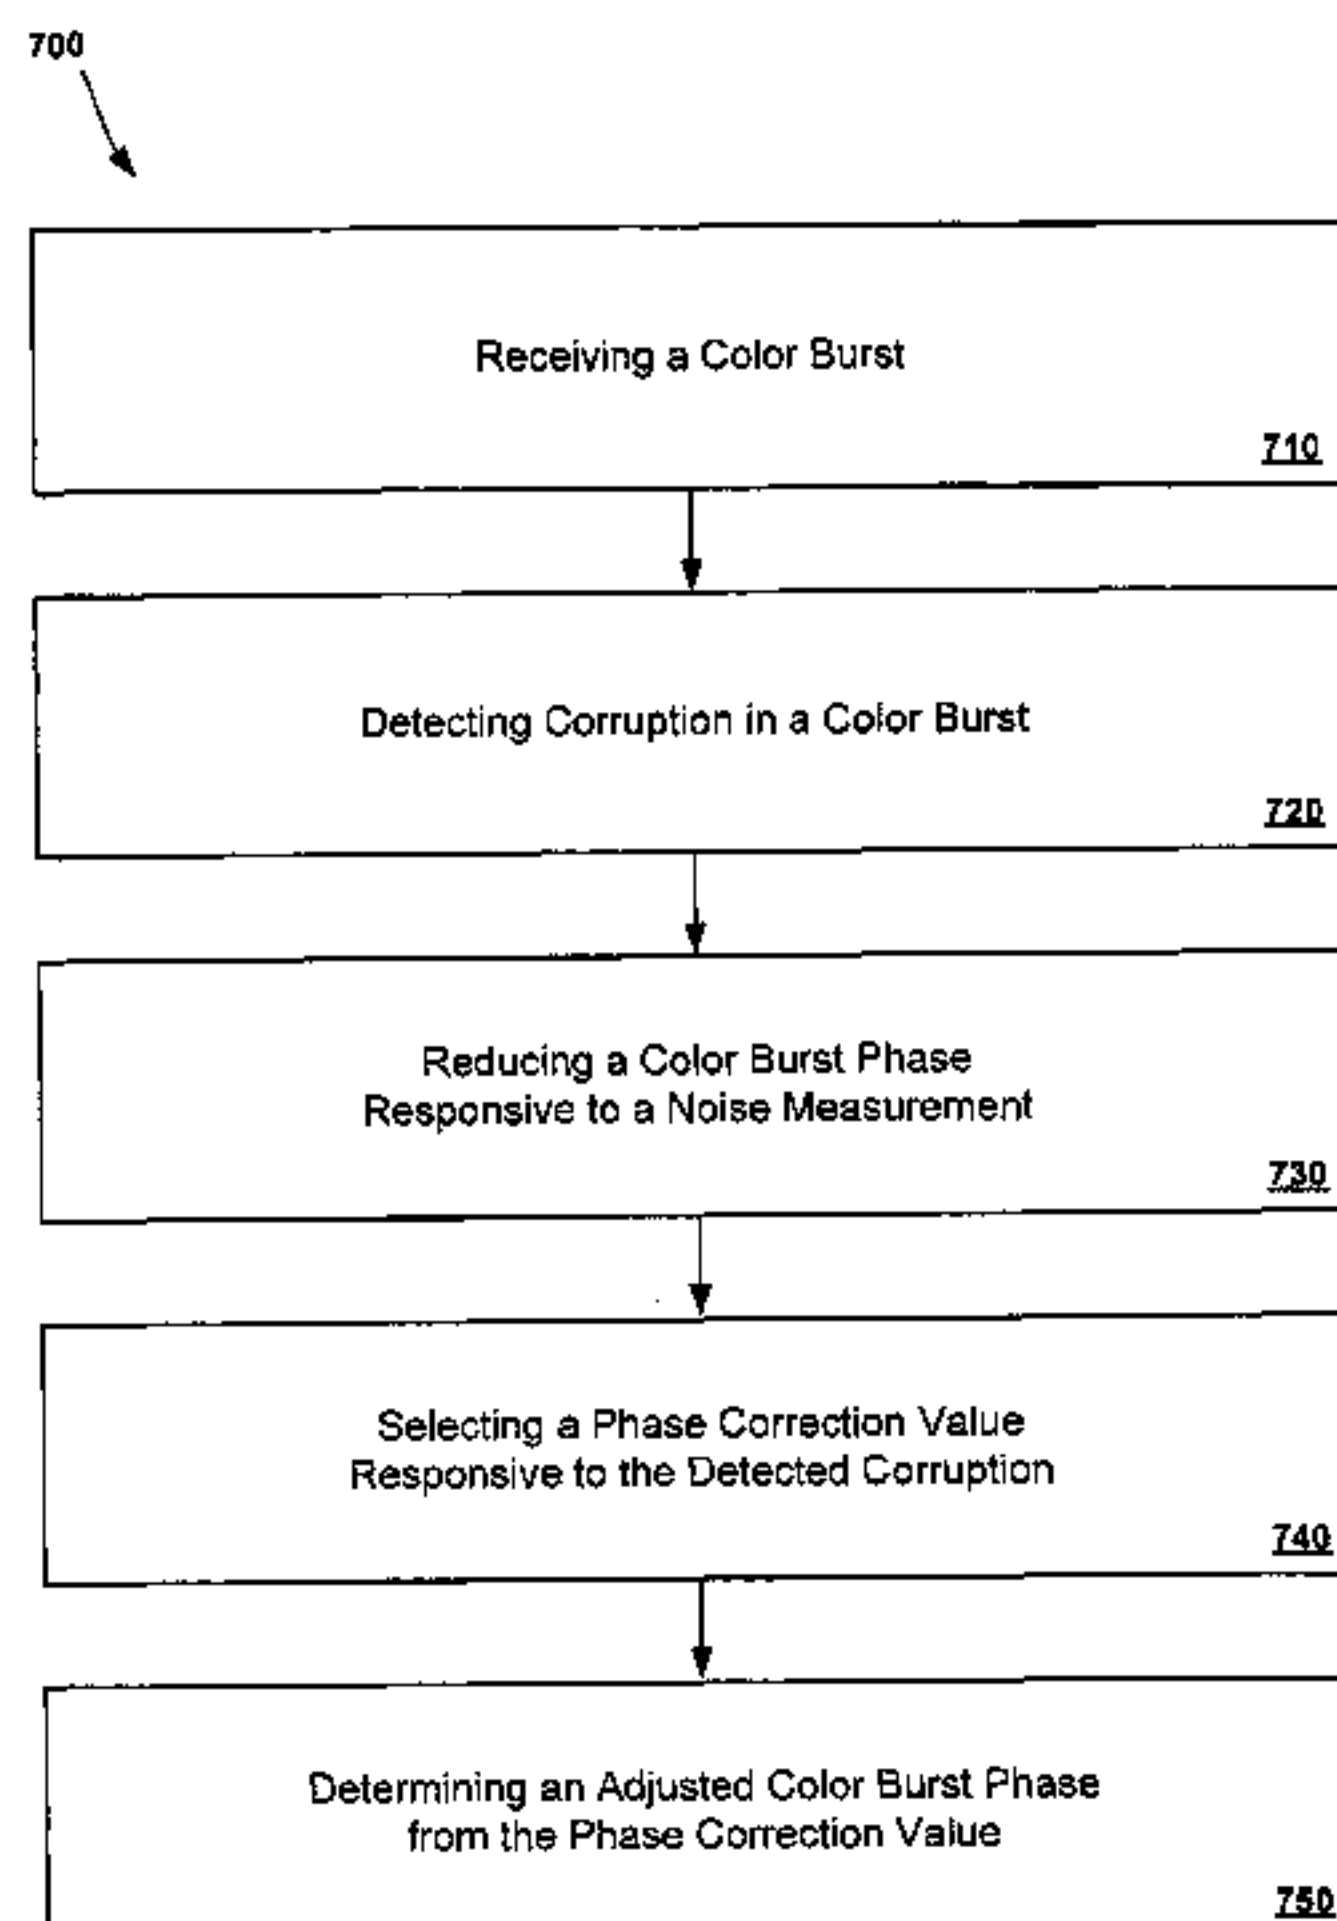 700
Receiving a Color Burst
710
Detecting Corruption in a Color Burst
720
Reducing a Color Burst Phase
Responsive to a Noise Measurement
730
Selecting a Phase Correction Value
Responsive to the Detected Corruption
740
Determining an Adjusted Color Burst Phase
from the Phase Correction Value
750